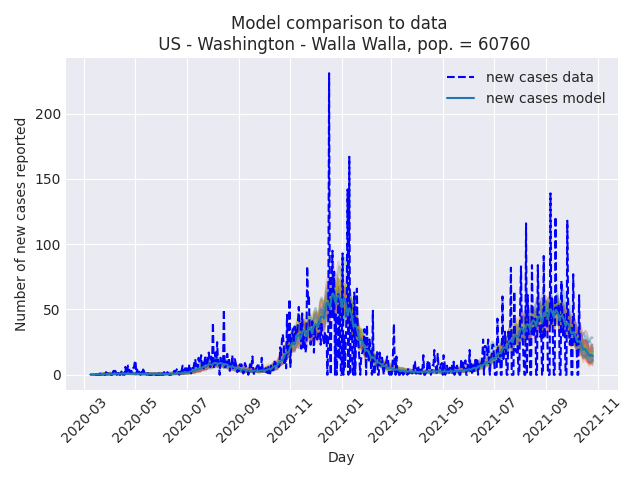 Model comparison to data
US - Washington - Walla Walla, pop. = 60760
new cases data
new cases model
Number of new cases reported
200
150
100
50
0
2020-03
2020-05
2020-07
2020-09
2020-11
2021-01
2021-03
2021-05
2021-07
2021-09
2021-11
Day